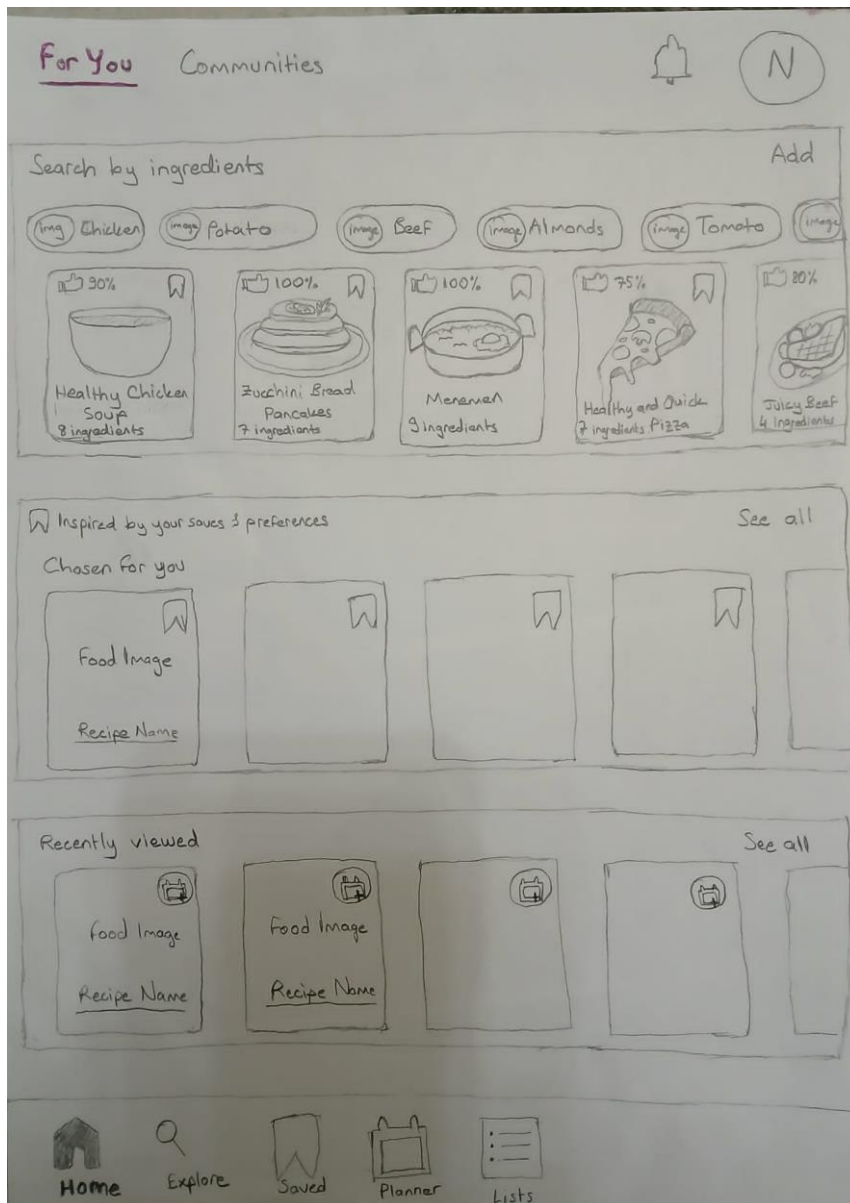 For You Communities N
Search by ingredients Add
img Chicken image Potato image Beef image Almonds image Tomato image
90% 100% 100% 75% 80%
Healthy Chicken Soup
8 ingredients
Zucchini Bread Pancakes
7 ingredients
Menemen
9 ingredients
Healthy and Quick
7 ingredients Pizza
Juicy Beef
4 ingredients
Inspired by your saves & preferences See all
Chosen for you
Food Image
Recipe Name
Recently viewed See all
Food Image Food Image
Recipe Name Recipe Name
Home Explore Saved Planner Lists